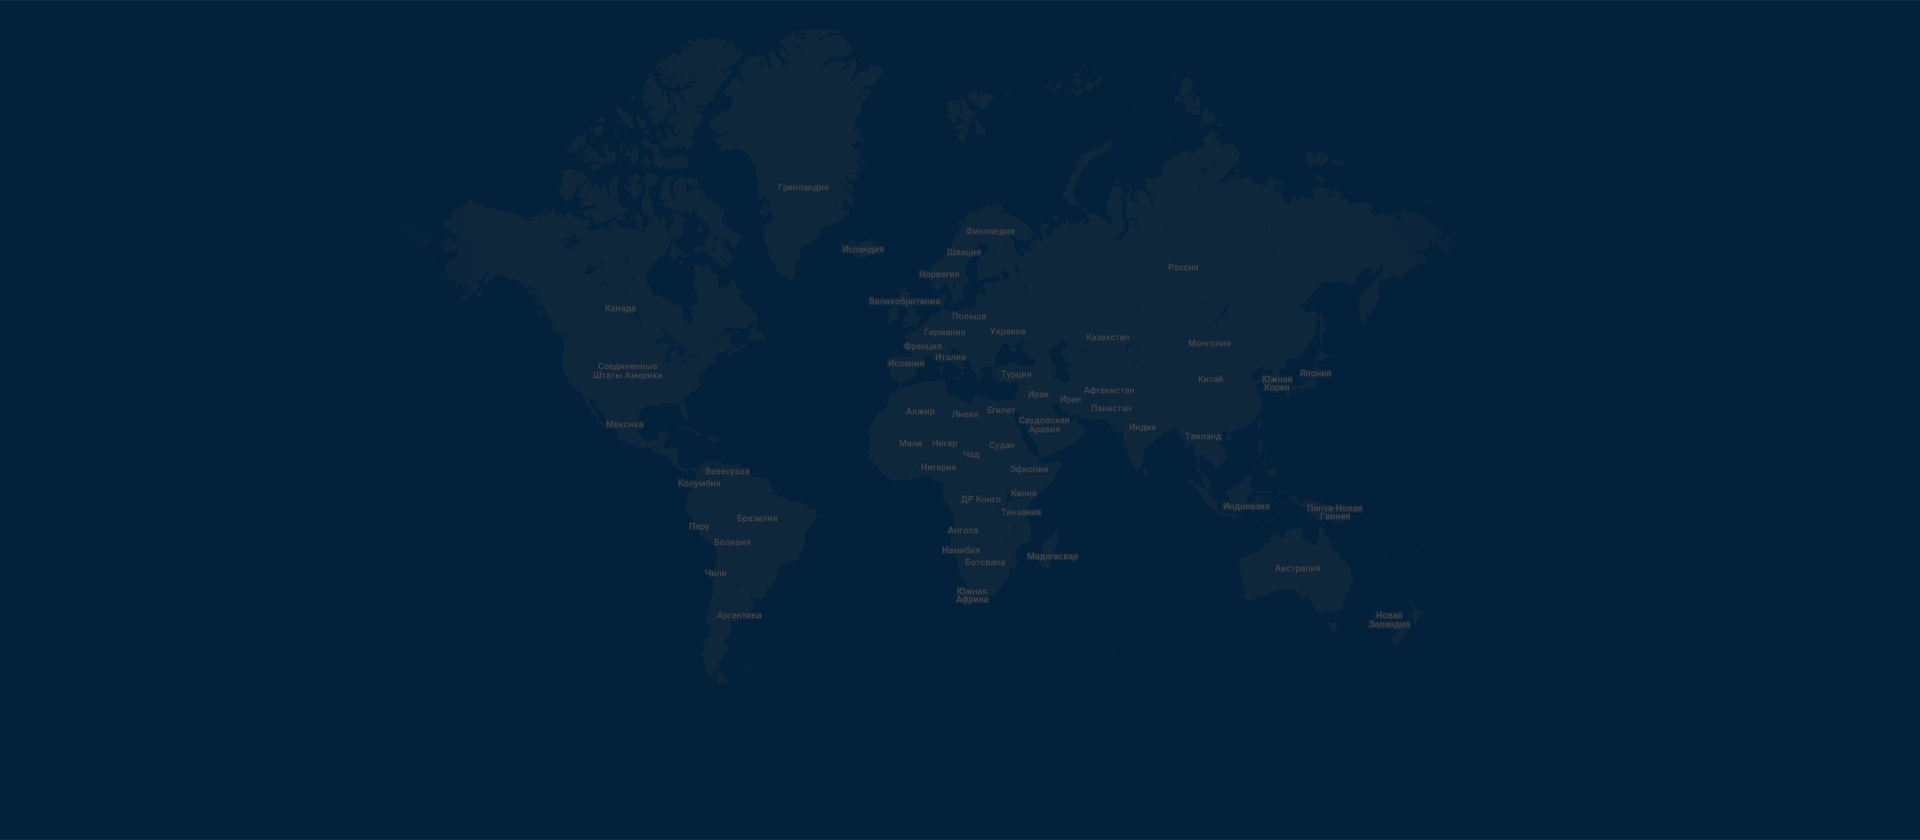 Гренландия
Финляндия
Исландия
Швеция
Россия
Норвегия
Великобритания
Канада
Польша
Германия
Украина
Казахстан
Монголия
Франция
Италия
Испания
Соединенные
Штаты Америки
Турция
Китай
Южная
Корея
Япония
Афганистан
Ирак
Иран
Пакистан
Алжир
Ливия
Египет
Саудовская
Аравия
Мексика
Индия
Таиланд
Мали
Нигер
Судан
Чад
Нигерия
Эфиопия
Венесуэла
Колумбия
Кения
ДР Конго
Индонезия
Папуа-Новая
Гвинея
Танзания
Бразилия
Перу
Ангола
Боливия
Намибия
Мадагаскар
Ботсвана
Австралия
Чили
Южная
Африка
Аргентина
Новая
Зеландия